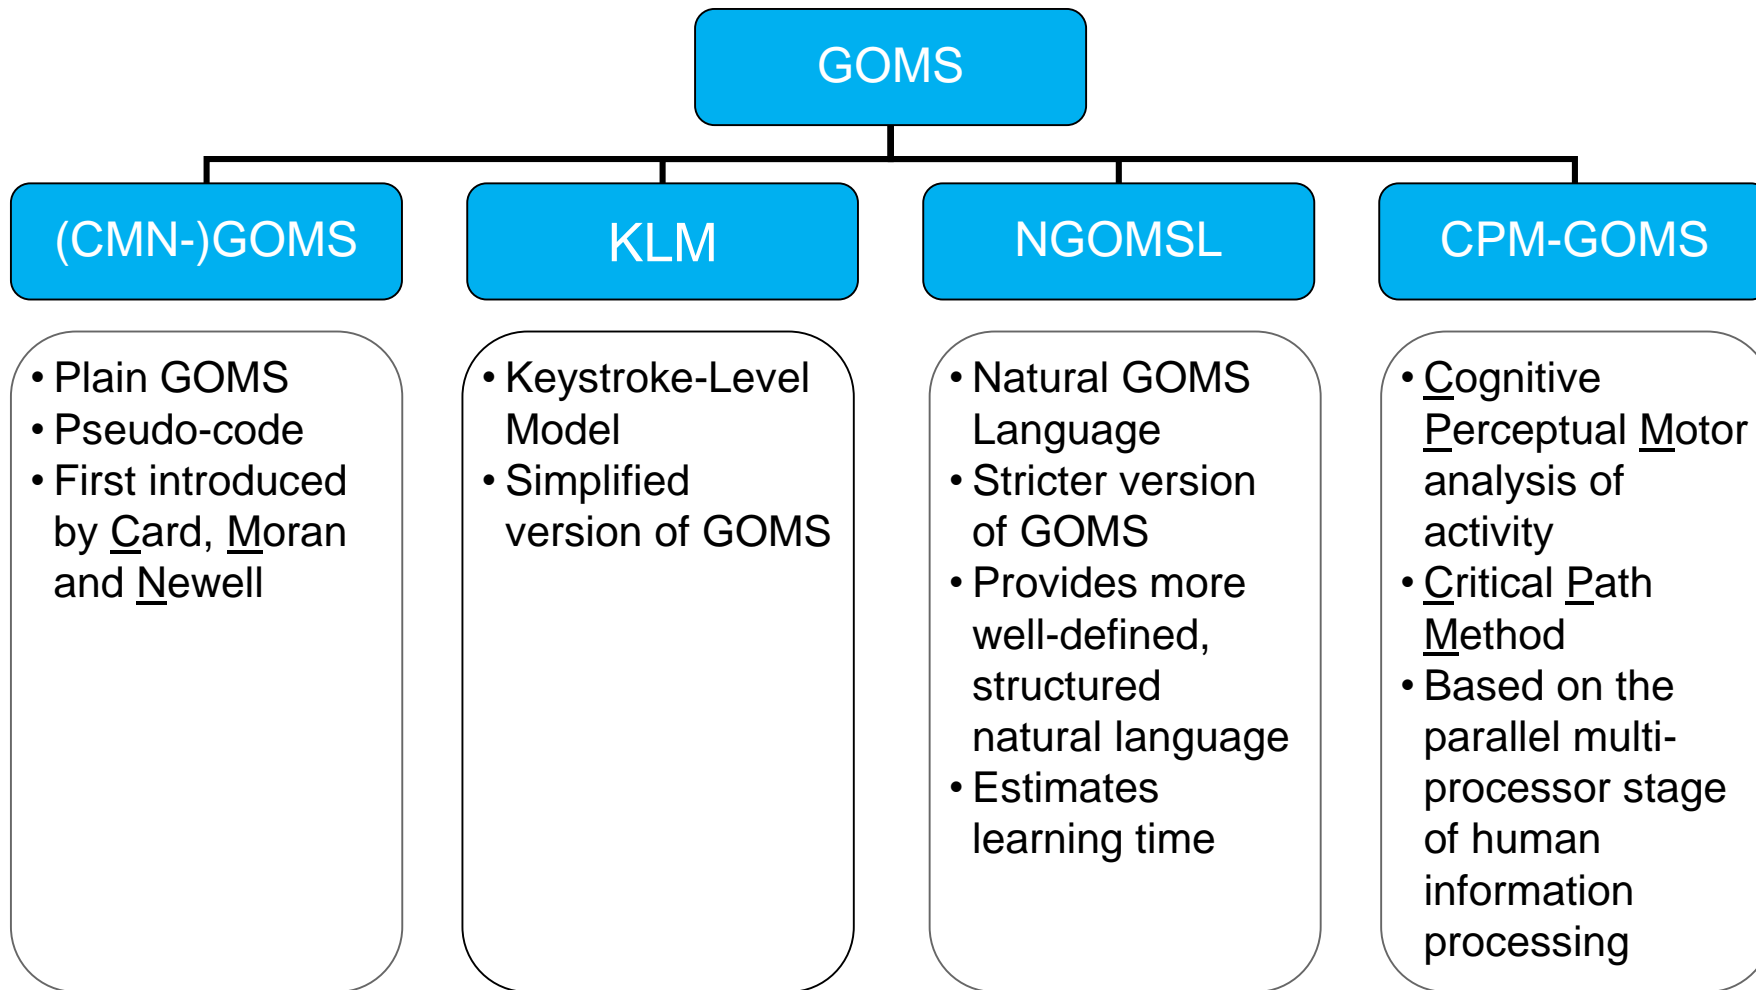 GOMS
(CMN-)GOMS
KLM
NGOMSL
CPM-GOMS
• Plain GOMS
• Pseudo-code
• First introduced
by Card, Moran
and Newell
• Keystroke-Level
Model
• Simplified
version of GOMS
• Natural GOMS
Language
• Stricter version
of GOMS
• Provides more
well-defined,
structured
natural language
• Estimates
learning time
• Cognitive
Perceptual Motor
analysis of
activity
• Critical Path
Method
• Based on the
parallel multi-
processor stage
of human
information
processing